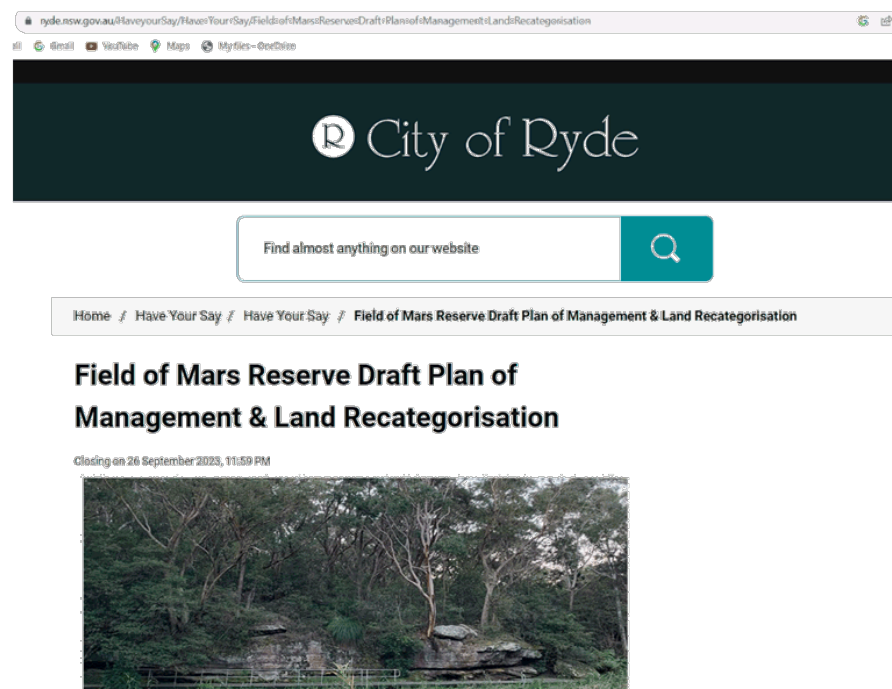 ryde.nsw.gov.au/HaveyourSay/Have-Your-Say/Field-of-Mars-Reserve-Draft-Plan-of-Management-Land-Recategorisation
Gmail YouTube Maps My files - OneDrive
R City of Ryde
Find almost anything on our website
Home / Have Your Say / Have Your Say / Field of Mars Reserve Draft Plan of Management & Land Recategorisation
Field of Mars Reserve Draft Plan of
Management & Land Recategorisation
Closing on 26 September 2023, 11:59 PM